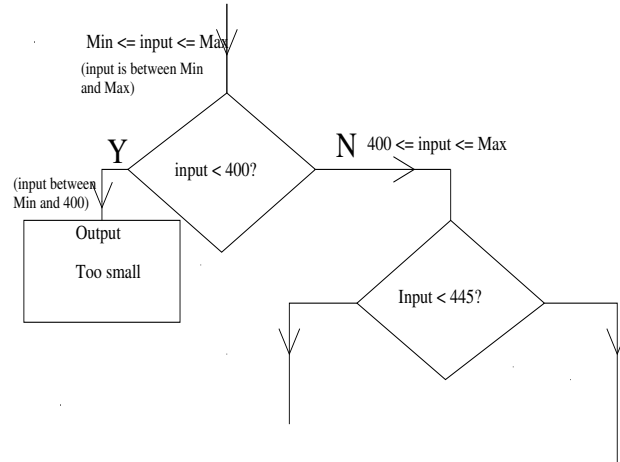 Min <= input <= Max
(input is between Min
and Max)
Y
N
400 <= input <= Max
input < 400?
(input between
Min and 400)
Output
Too small
Input < 445?